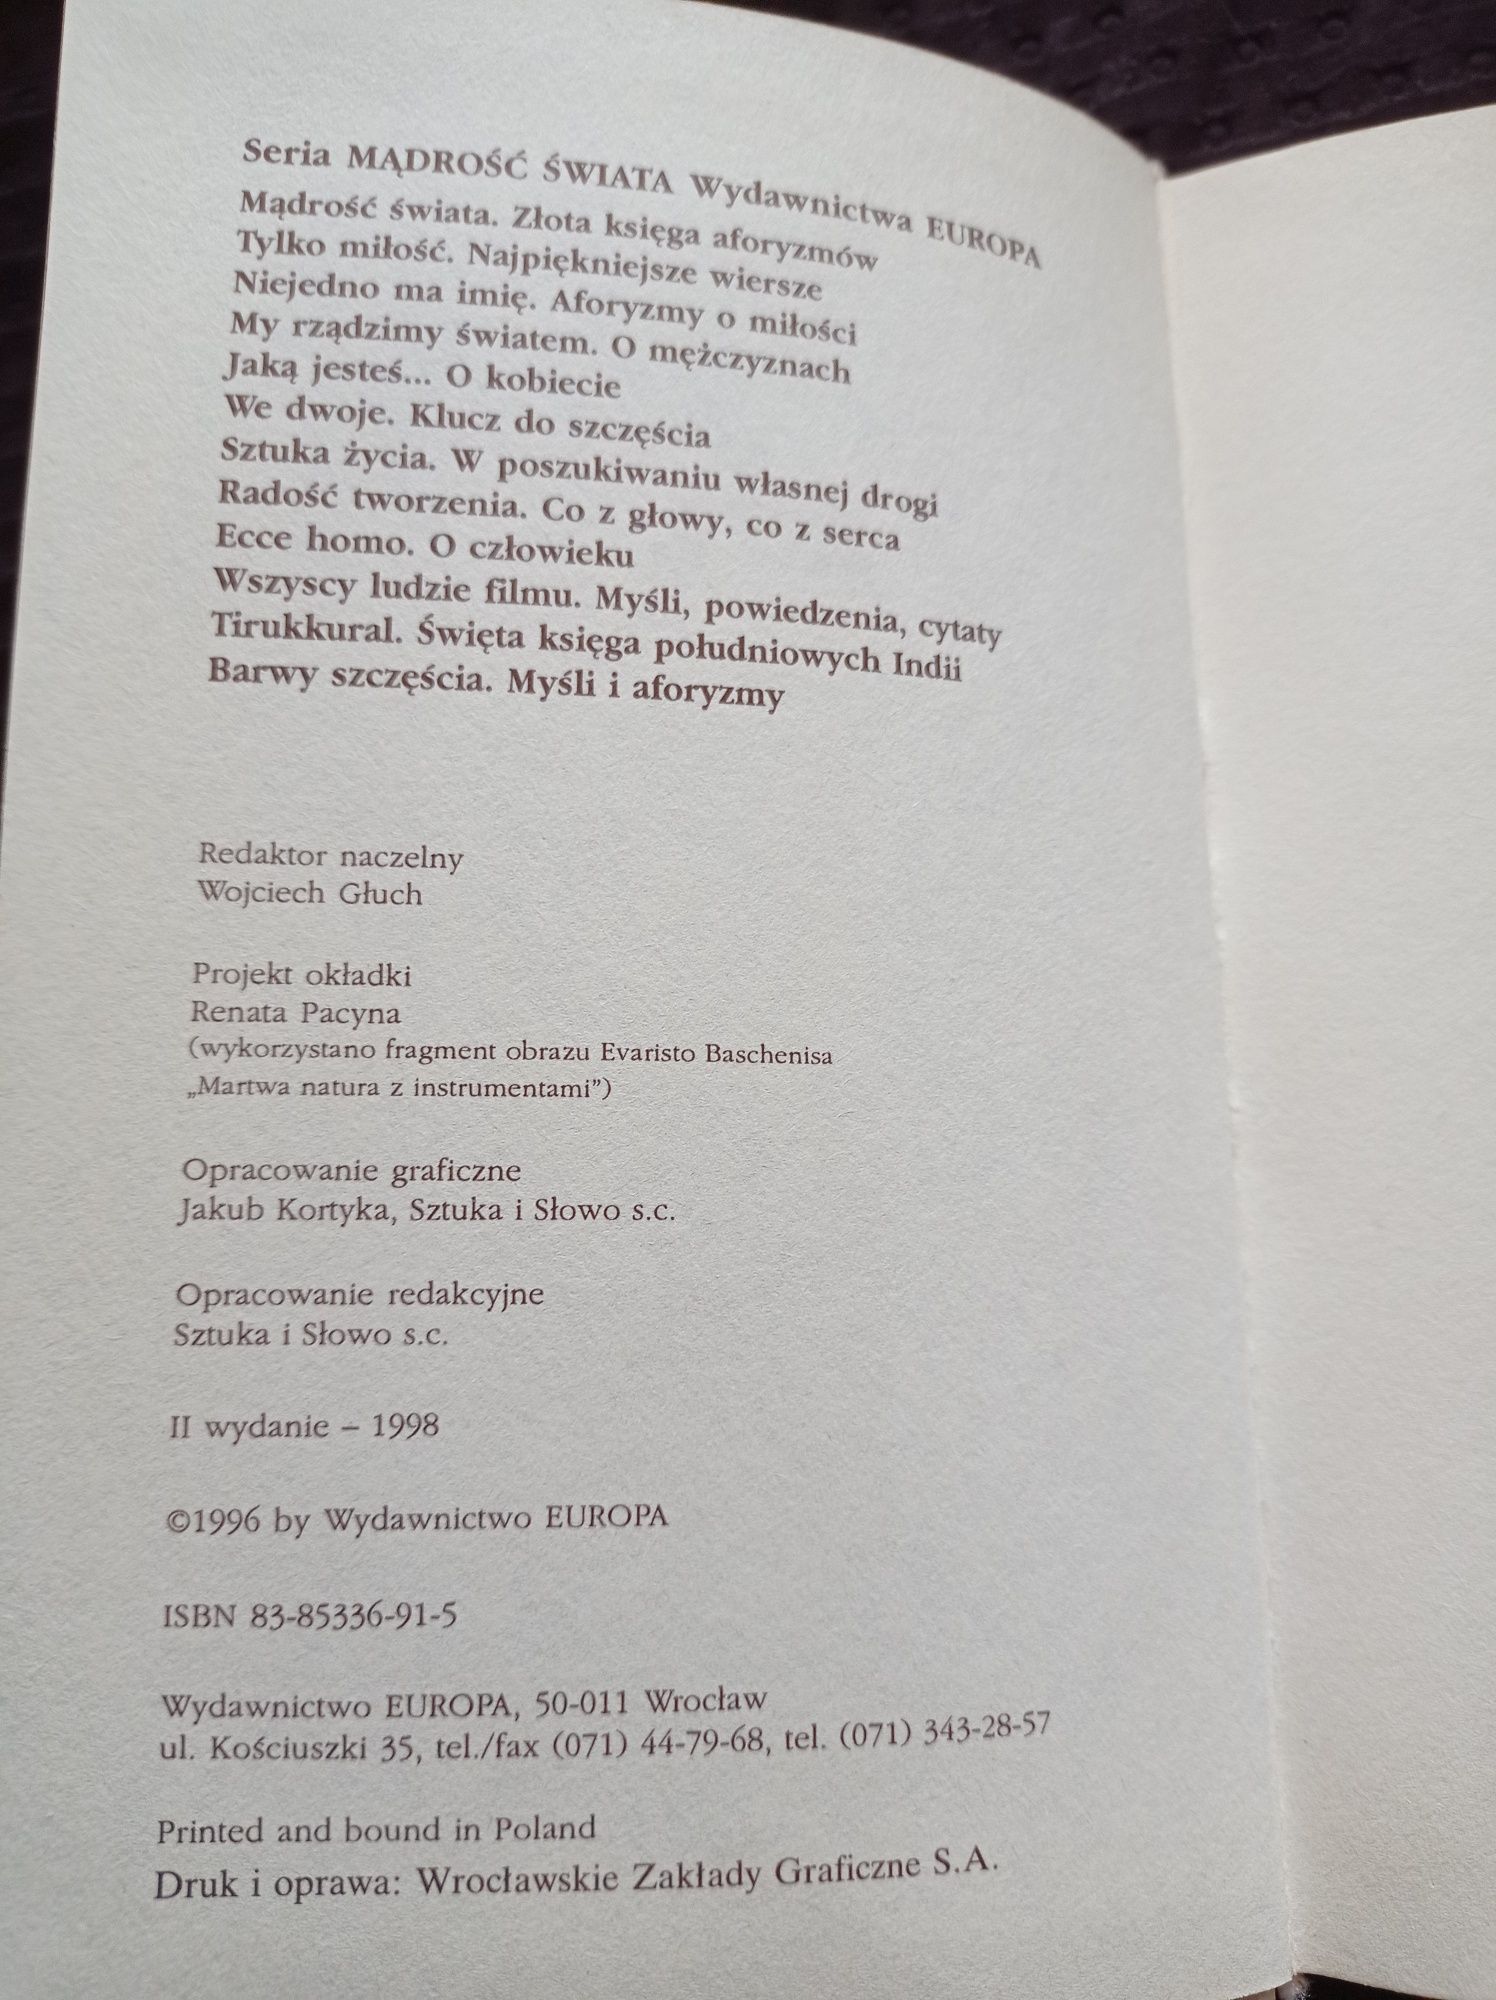 Seria MĄDROŚĆ ŚWIATA Wydawnictwa EUROPA
Mądrość świata. Złota księga aforyzmów
Tylko miłość. Najpiękniejsze wiersze
Niejedno ma imię. Aforyzmy o miłości
My rządzimy światem. O mężczyznach
Jaką jesteś... O kobiecie
We dwoje. Klucz do szczęścia
Sztuka życia. W poszukiwaniu własnej drogi
Radość tworzenia. Co z głowy, co z serca
Ecce homo. O człowieku
Wszyscy ludzie filmu. Myśli, powiedzenia, cytaty
Tirukkural. Święta księga południowych Indii
Barwy szczęścia. Myśli i aforyzmy
Redaktor naczelny
Wojciech Głuch
Projekt okładki
Renata Pacyna
(wykorzystano fragment obrazu Evaristo Baschenisa
„Martwa natura z instrumentami”)
Opracowanie graficzne
Jakub Kortyka, Sztuka i Słowo s.c.
Opracowanie redakcyjne
Sztuka i Słowo s.c.
II wydanie – 1998
©1996 by Wydawnictwo EUROPA
ISBN 83-85336-91-5
Wydawnictwo EUROPA, 50-011 Wrocław
ul. Kościuszki 35, tel./fax (071) 44-79-68, tel. (071) 343-28-57
Printed and bound in Poland
Druk i oprawa: Wrocławskie Zakłady Graficzne S.A.